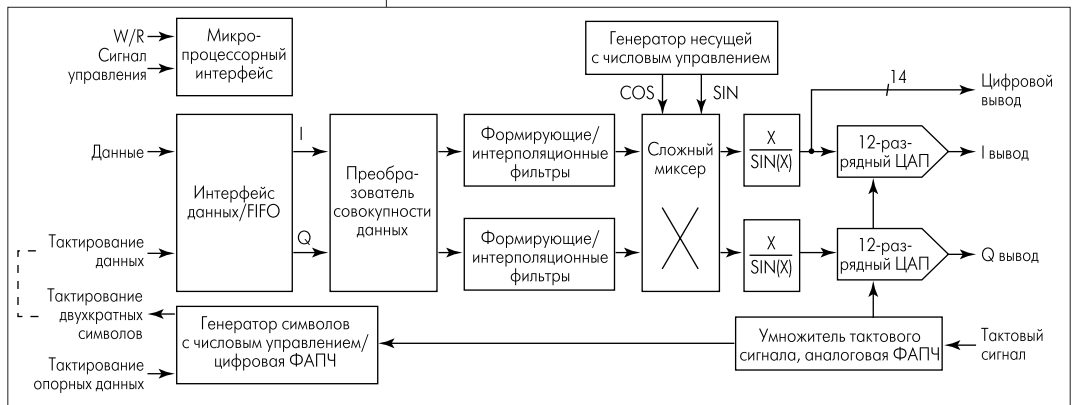 W/R
Сигнал
управления
Микро-
процессорный
интерфейс
Генератор несущей
с числовым управлением
COS
SIN
14
Цифровой
вывод
Данные
I
Интерфейс
данных/FIFO
Q
Преобра-
зователь
совокупности
данных
Формирующие/
интерполяционные
фильтры
Сложный
миксер
X
SIN(X)
12-раз-
рядный ЦАП
I вывод
Тактирование
данных
Формирующие/
интерполяционные
фильтры
X
SIN(X)
12-раз-
рядный ЦАП
Q вывод
Тактирование
двухкратных
символов
Генератор символов
с числовым управлением/
цифровая ФАПЧ
Умножитель тактового
сигнала, аналоговая ФАПЧ
Тактовый
сигнал
Тактирование
опорных данных